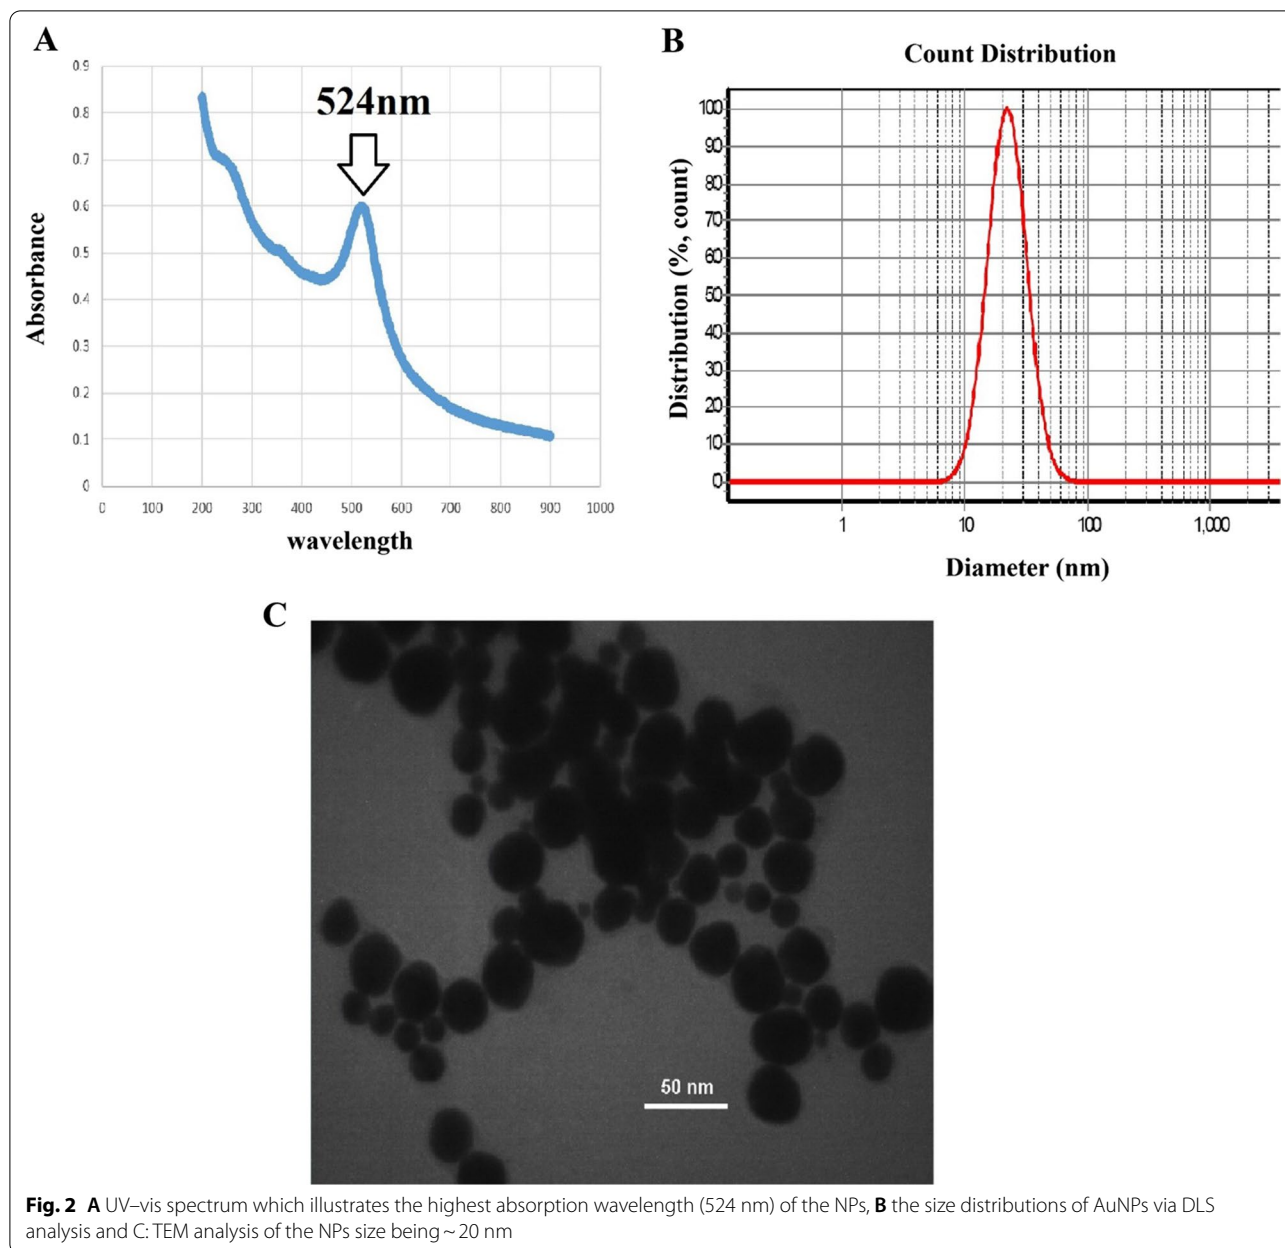 A
524nm
Absorbance
0.9
0.8
0.7
0.6
0.5
0.4
0.3
0.2
0.1
0
0 100 200 300 400 500 600 700 800 900 1000
wavelength
B
Count Distribution
Distribution (%, count)
100
90
80
70
60
50
40
30
20
10
0
1 10 100 1,000
Diameter (nm)
C
50 nm
Fig. 2 A UV–vis spectrum which illustrates the highest absorption wavelength (524 nm) of the NPs, B the size distributions of AuNPs via DLS
analysis and C: TEM analysis of the NPs size being ~ 20 nm